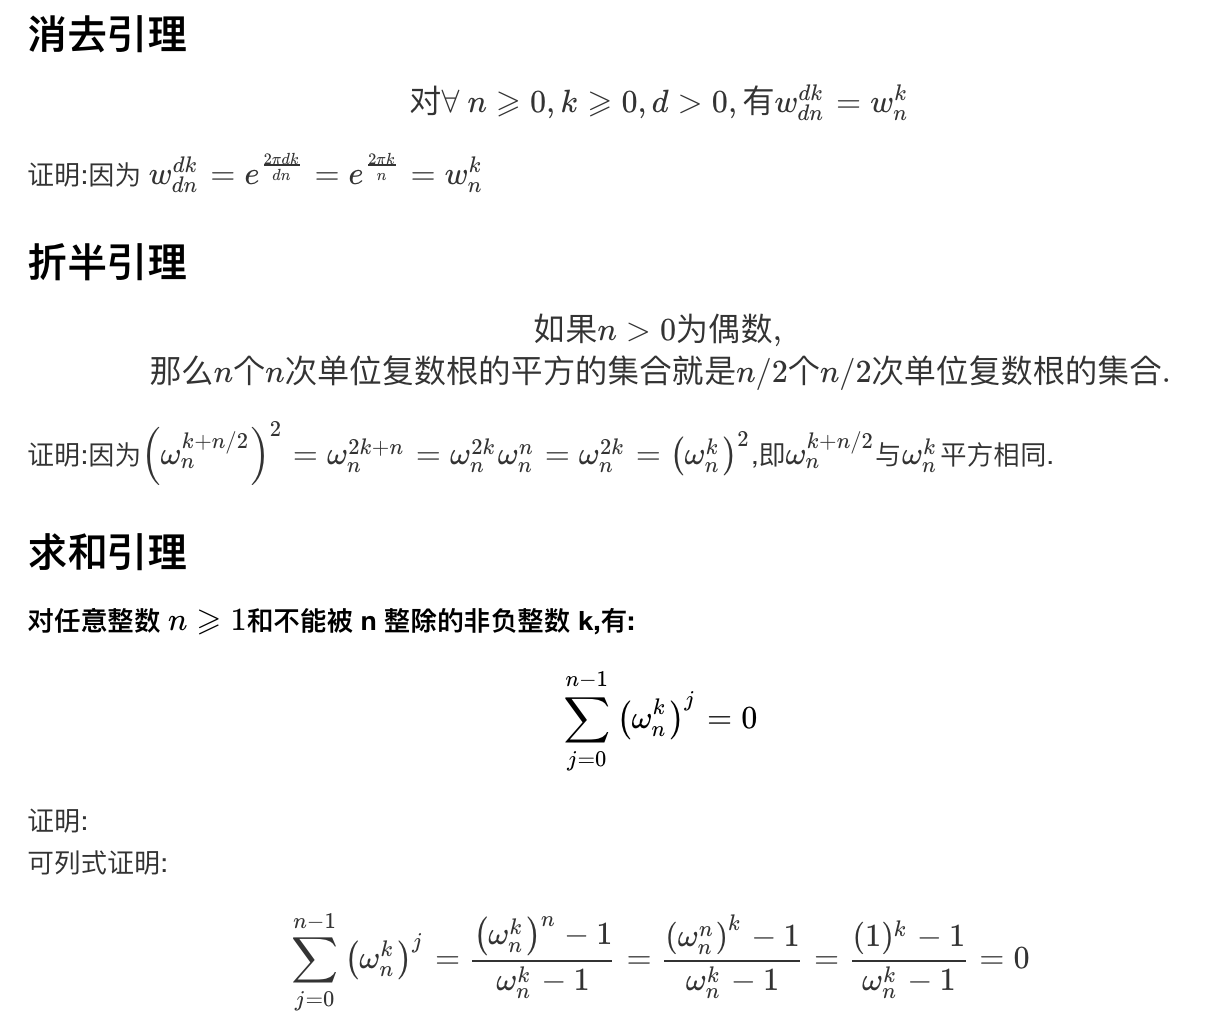 消去引理
对∀ n ⩾ 0, k ⩾ 0, d > 0, 有$w_{dn}^{dk} = w_n^k$
证明:因为 $w_{dn}^{dk} = e^{\frac{2\pi dk}{dn}} = e^{\frac{2\pi k}{n}} = w_n^k$
折半引理
如果n > 0为偶数,
那么n个n次单位复数根的平方的集合就是n/2个n/2次单位复数根的集合.
证明:因为$\left(\omega_n^{k+n/2}\right)^2 = \omega_n^{2k+n} = \omega_n^{2k}\omega_n^n = \omega_n^{2k} = \left(\omega_n^k\right)^2$,即$\omega_n^{k+n/2}$与$\omega_n^k$平方相同.
求和引理
对任意整数 n ⩾ 1和不能被 n 整除的非负整数 k,有:
$\sum_{j=0}^{n-1} \left(\omega_n^k\right)^j = 0$
证明:
可列式证明:
$\sum_{j=0}^{n-1} \left(\omega_n^k\right)^j = \frac{\left(\omega_n^k\right)^n - 1}{\omega_n^k - 1} = \frac{\left(\omega_n^n\right)^k - 1}{\omega_n^k - 1} = \frac{(1)^k - 1}{\omega_n^k - 1} = 0$